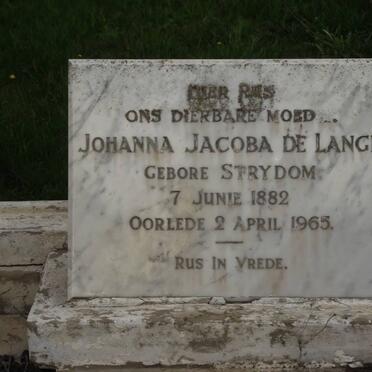 HIER RUS
ONS DIERBARE MOED...
JOHANNA JACOBA DE LANGE
GEBORE STRYDOM.
7 JUNIE 1882
OORLEDE 2 APRIL 1965.
RUS IN VREDE.